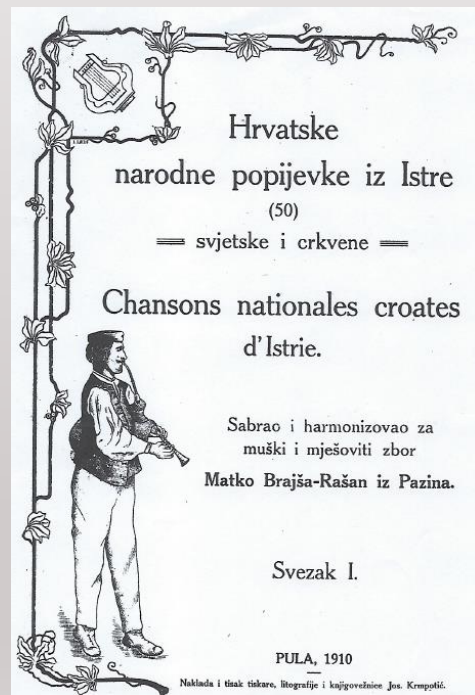 Hrvatske
narodne popijevke iz Istre
(50)
svjetske i crkvene
Chansons nationales croates
d'Istrie.
Sabrao i harmonizovao za
muški i mješoviti zbor
Matko Brajša-Rašan iz Pazina.
Svezak I.
PULA, 1910
Naklada i tisak tiskare, litografije i knjigovežnice Jos. Krmpotić.